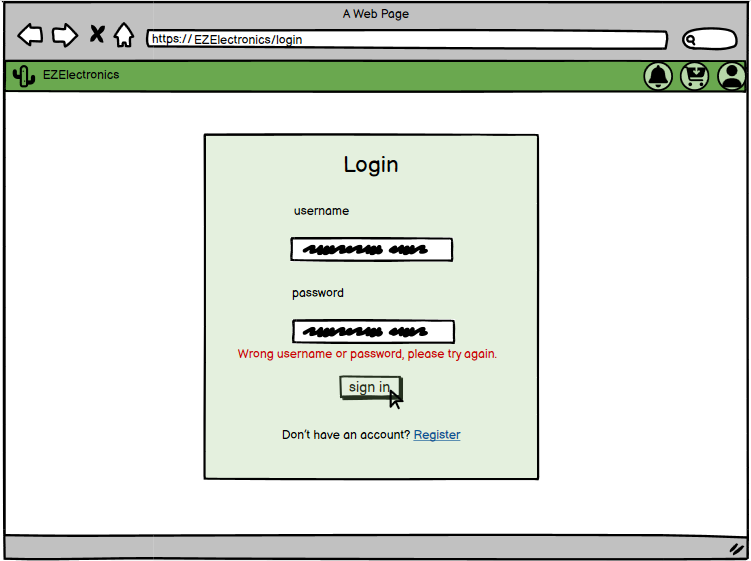 A Web Page
https:// EZElectronics/login
EZElectronics
Login
username
password
Wrong username or password, please try again.
sign in
Don't have an account? Register